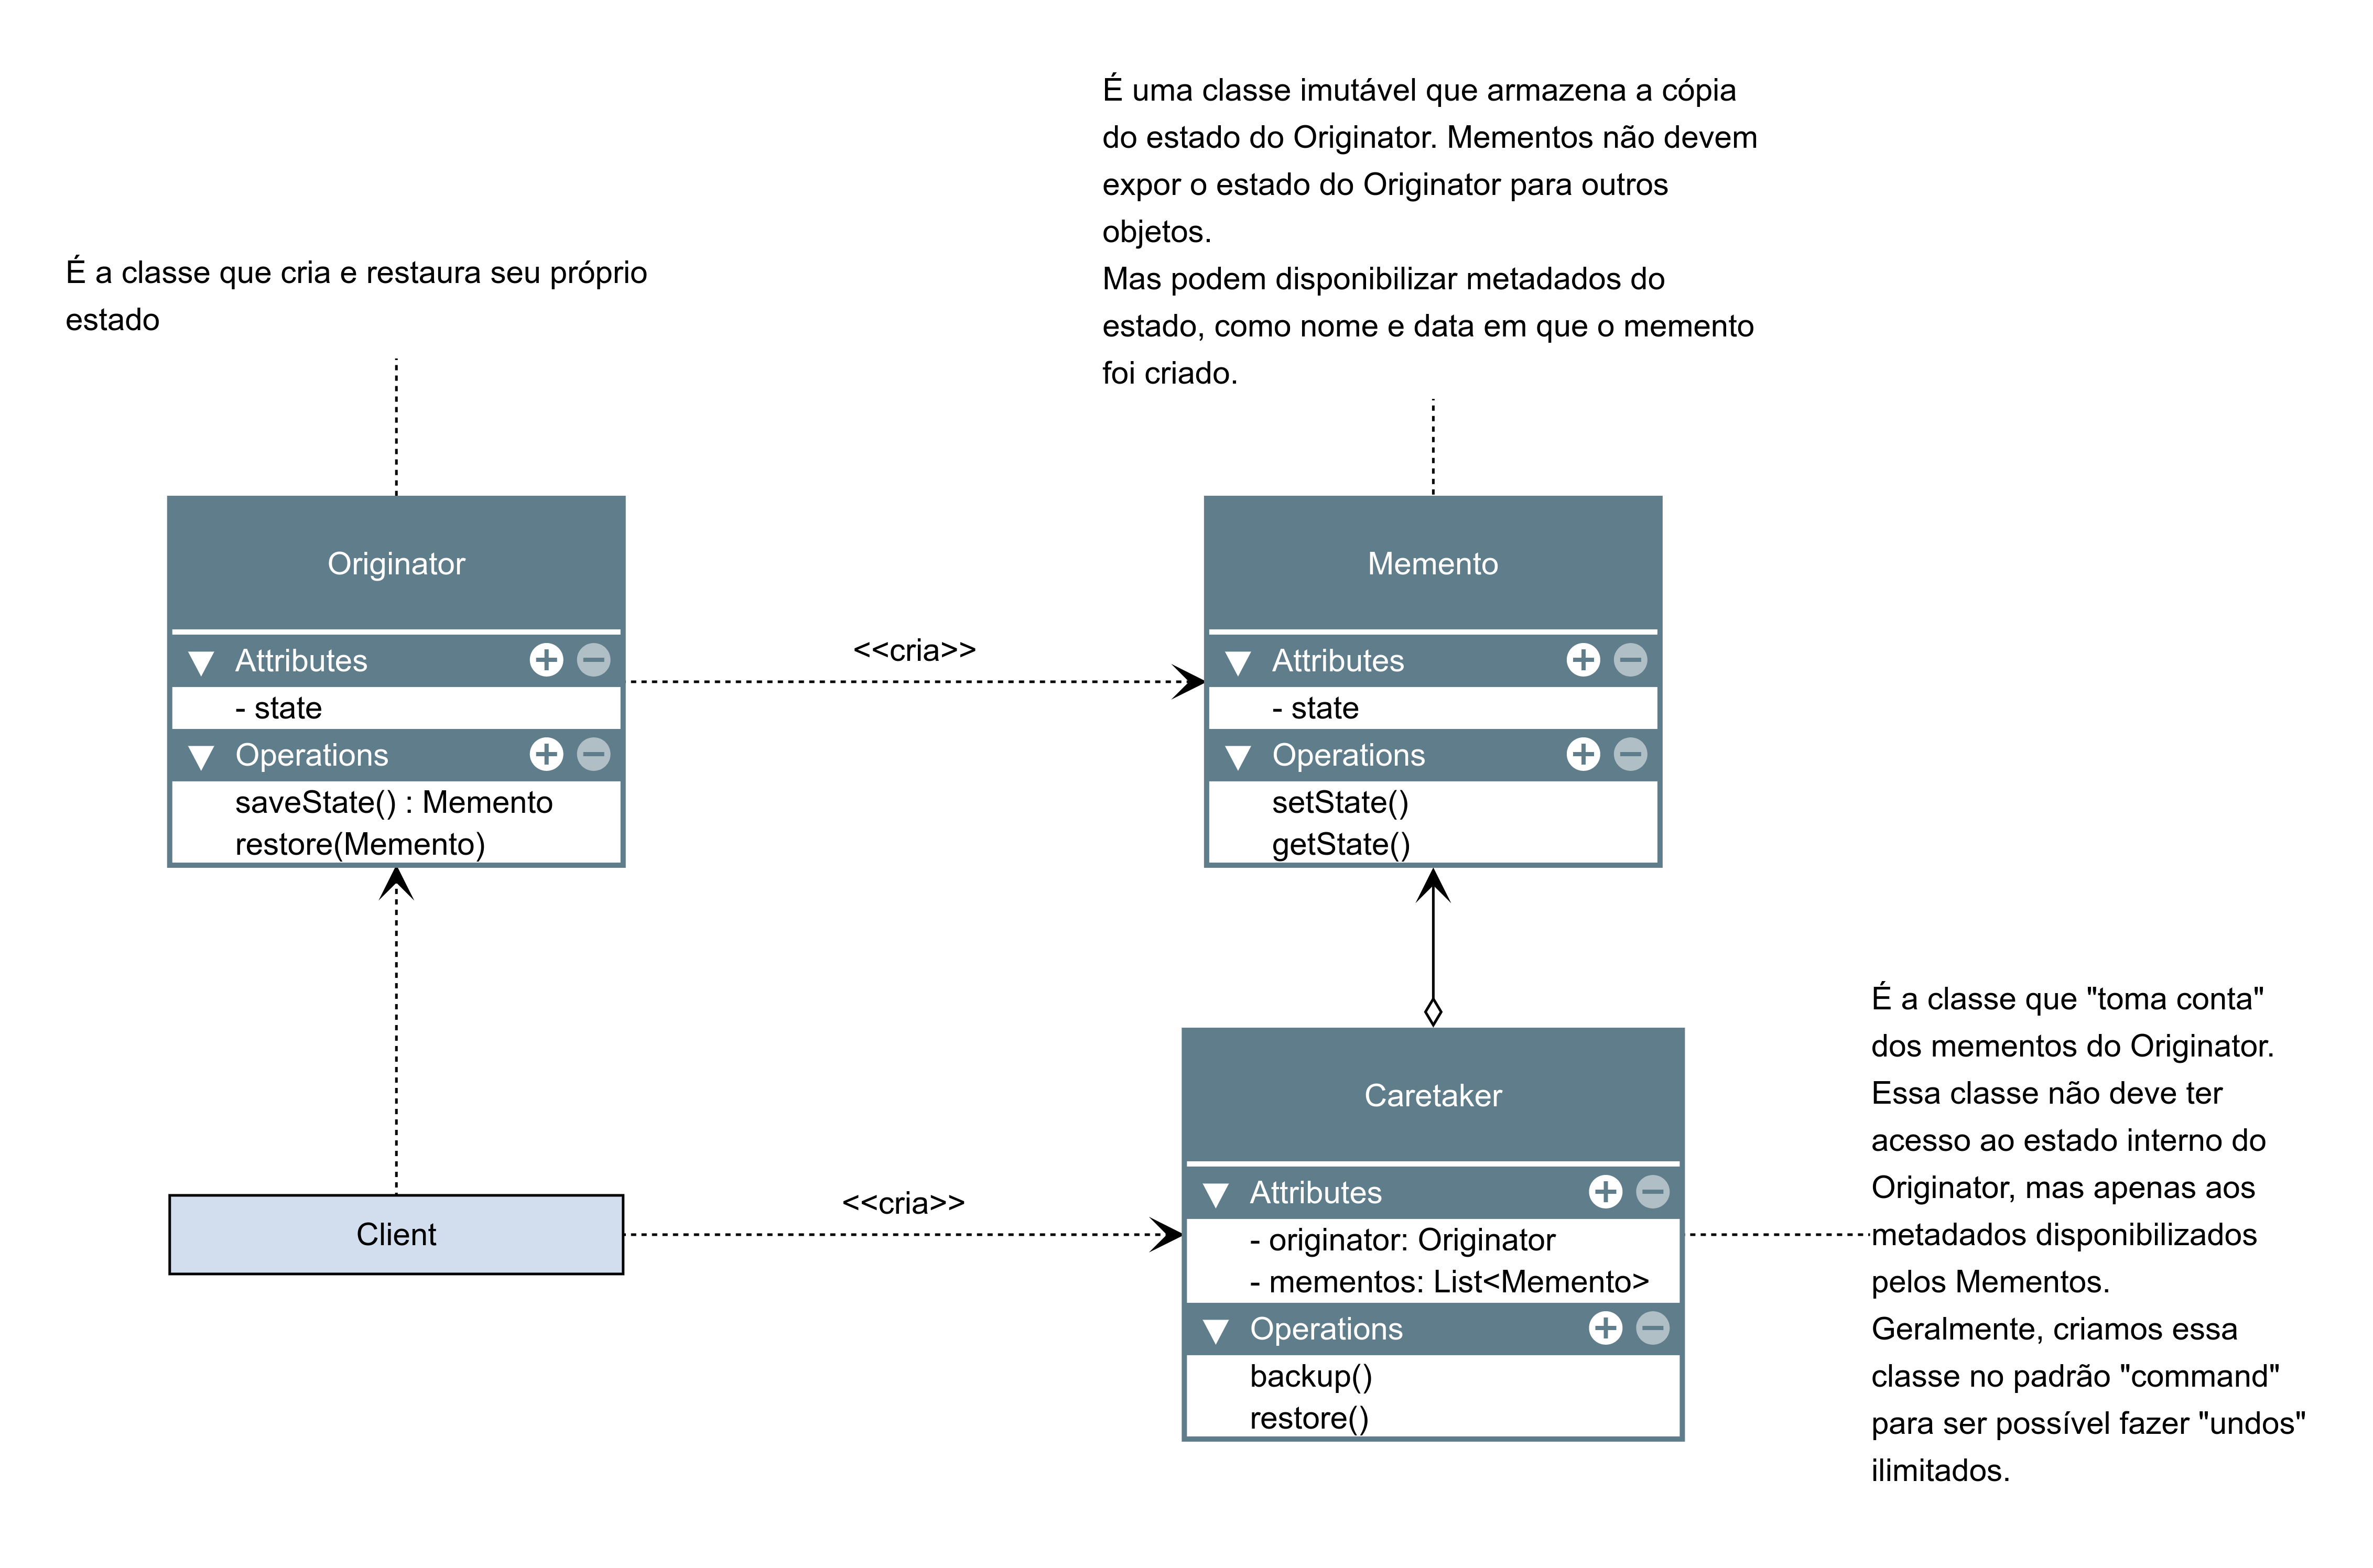 É uma classe imutável que armazena a cópia
do estado do Originator. Mementos não devem
expor o estado do Originator para outros
objetos.
Mas podem disponibilizar metadados do
estado, como nome e data em que o memento
foi criado.
É a classe que cria e restaura seu próprio
estado
Originator
Attributes
- state
Operations
saveState() : Memento
restore(Memento)
<<cria>>
Memento
Attributes
- state
Operations
setState()
getState()
Client
<<cria>>
Caretaker
Attributes
- originator: Originator
- mementos: List<Memento>
Operations
backup()
restore()
É a classe que "toma conta"
dos mementos do Originator.
Essa classe não deve ter
acesso ao estado interno do
Originator, mas apenas aos
metadados disponibilizados
pelos Mementos.
Geralmente, criamos essa
classe no padrão "command"
para ser possível fazer "undos"
ilimitados.